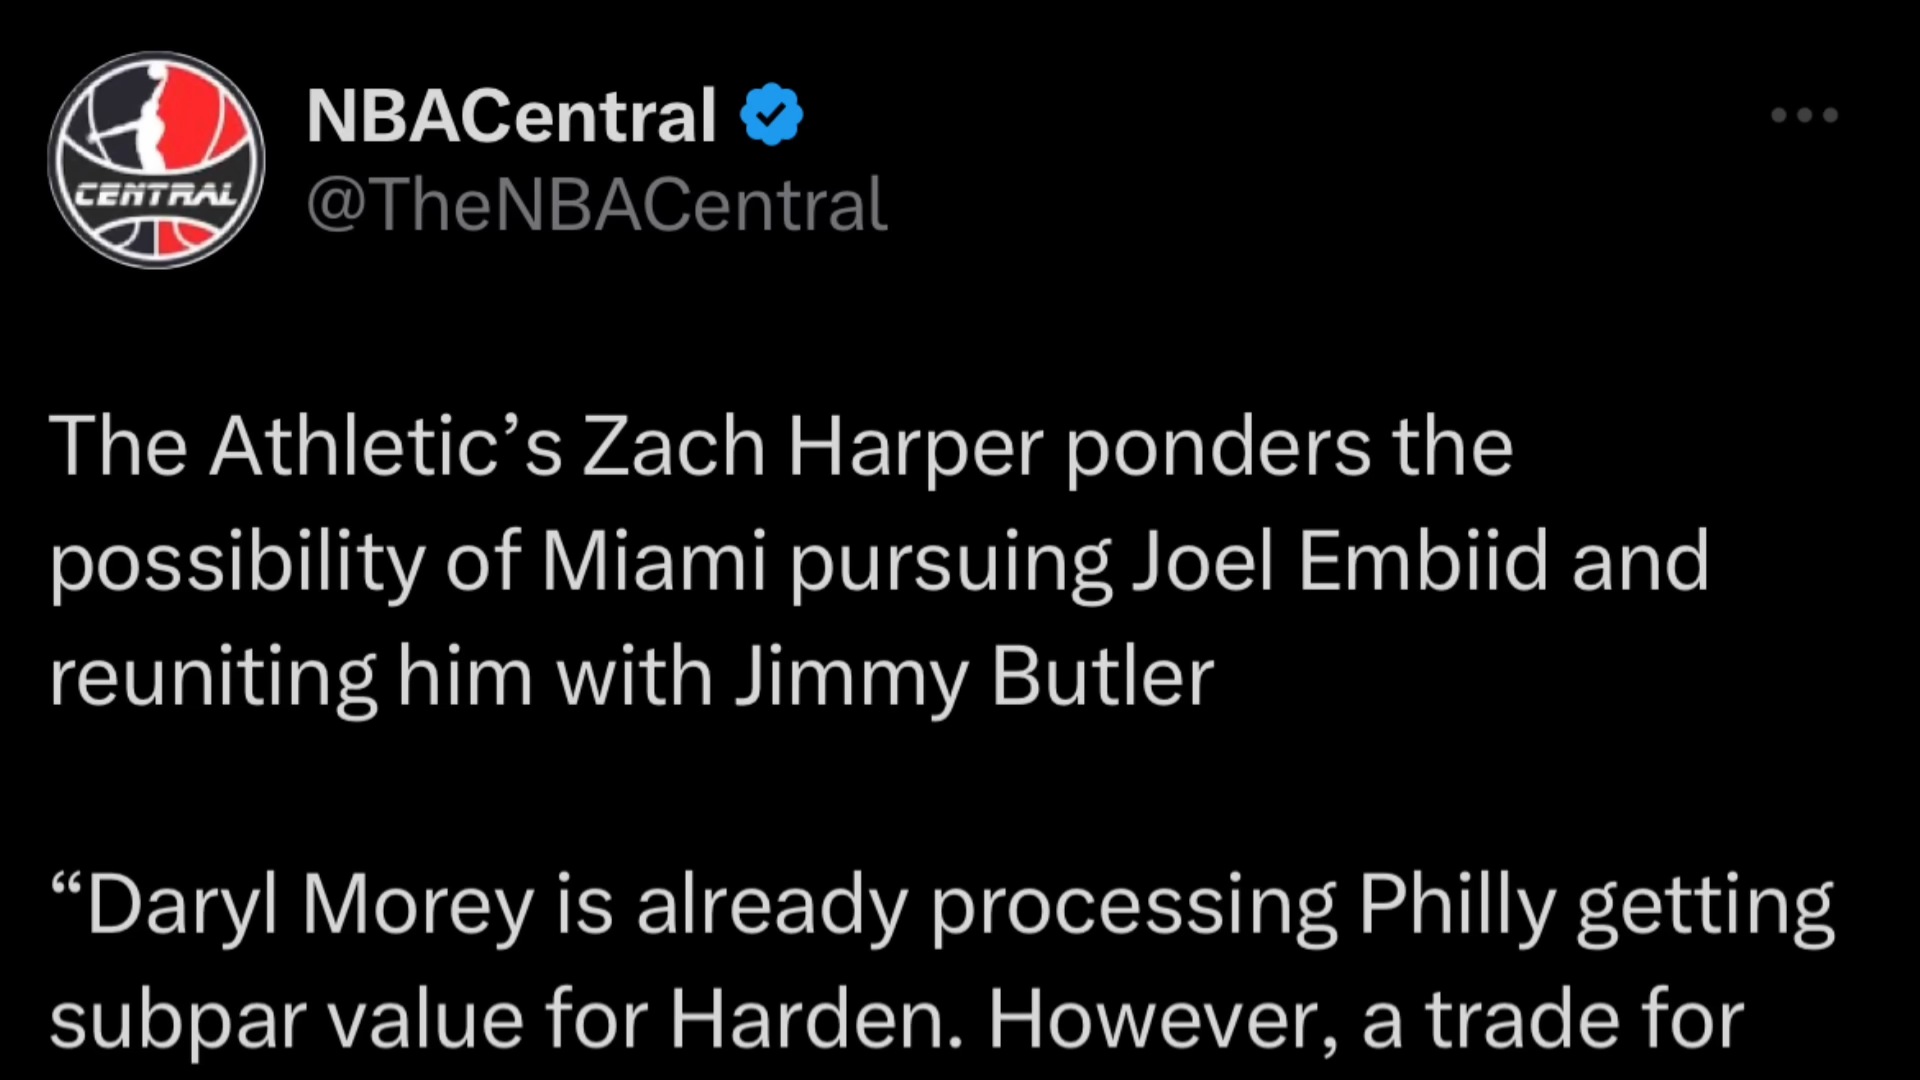 CENTRAL
NBACentral
@TheNBACentral
The Athletic’s Zach Harper ponders the
possibility of Miami pursuing Joel Embiid and
reuniting him with Jimmy Butler
“Daryl Morey is already processing Philly getting
subpar value for Harden. However, a trade for